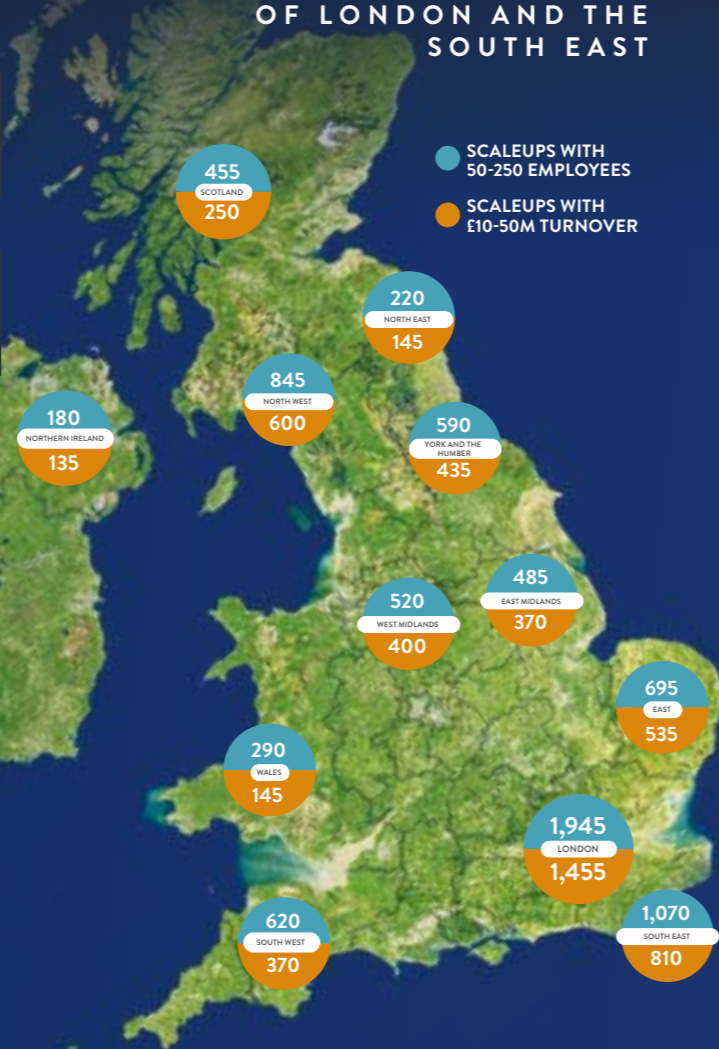 OF LONDON AND THE
SOUTH EAST
SCALEUPS WITH
50-250 EMPLOYEES
SCALEUPS WITH
£10-50M TURNOVER
455
SCOTLAND
250
220
NORTH EAST
145
845
NORTH WEST
600
180
NORTHERN IRELAND
135
590
YORK AND THE
HUMBER
435
485
EAST MIDLANDS
370
520
WEST MIDLANDS
400
695
EAST
535
290
WALES
145
1,945
LONDON
1,455
1,070
SOUTH EAST
810
620
SOUTH WEST
370